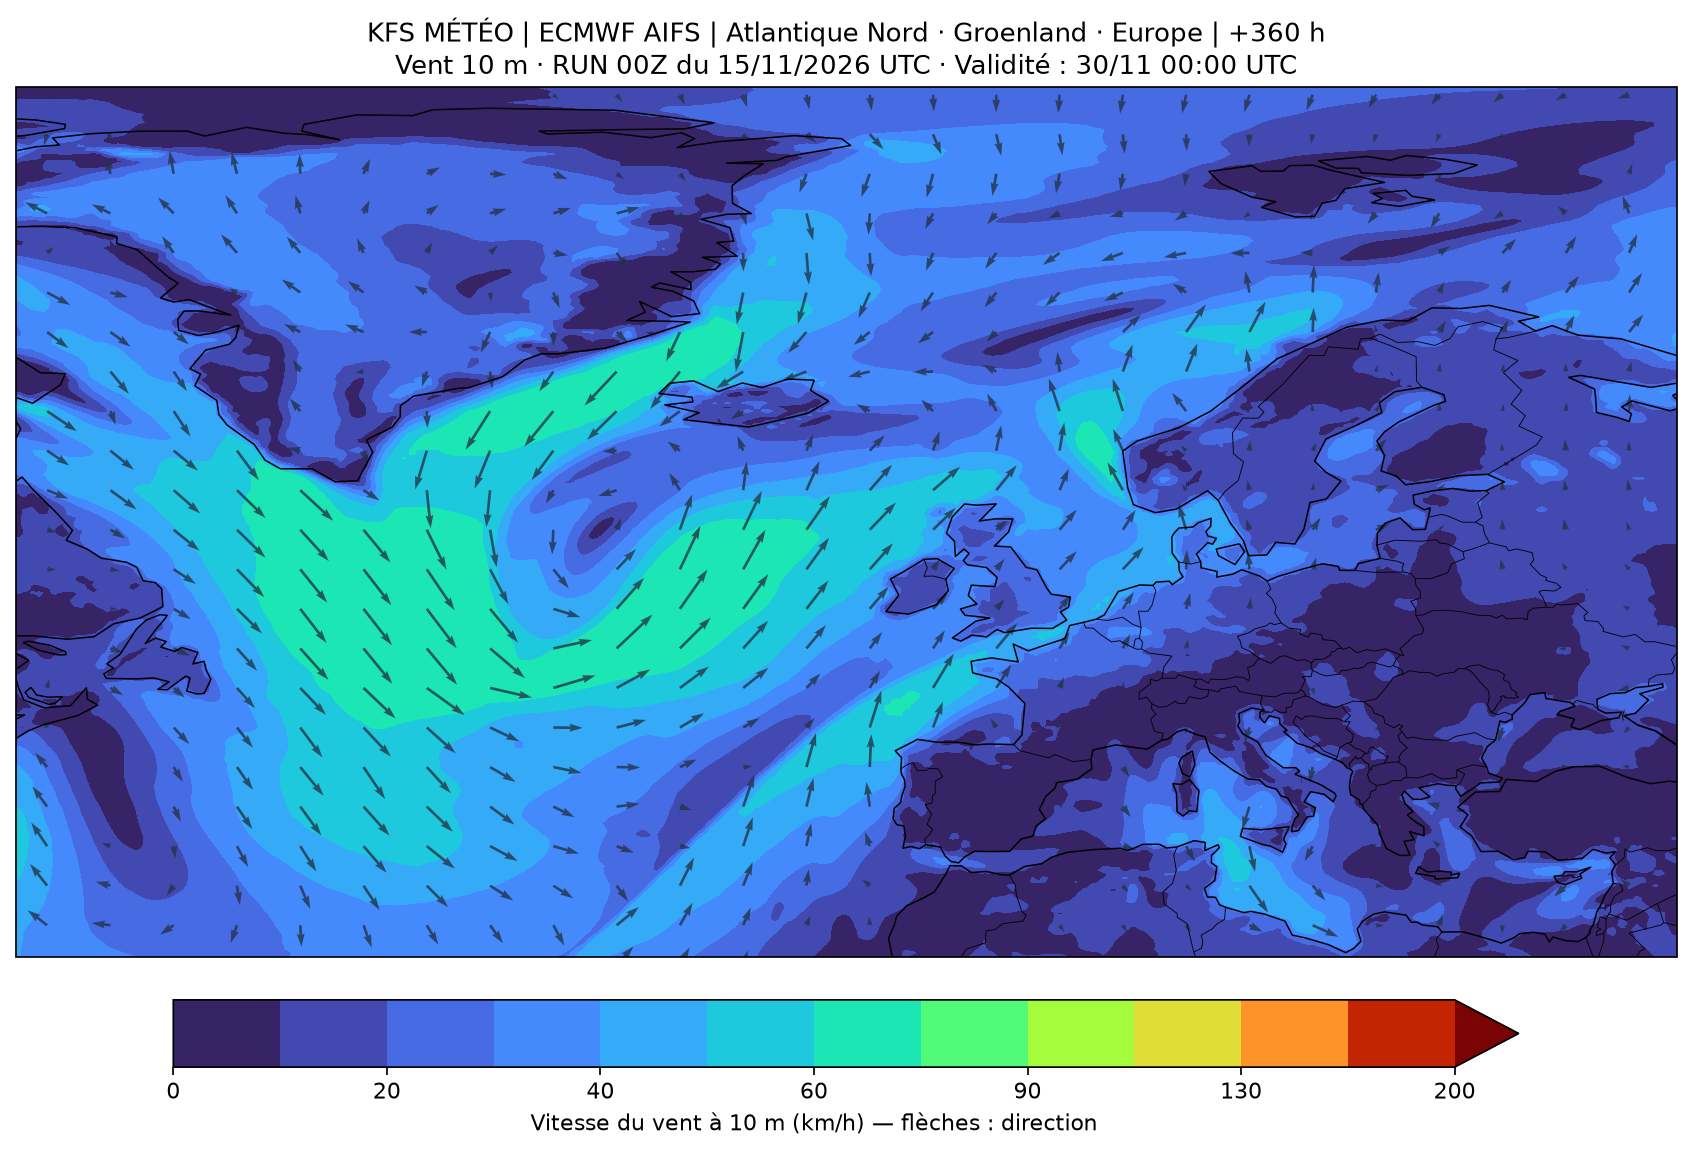 KFS MÉTÉO | ECMWF AIFS | Atlantique Nord · Groenland · Europe | +360 h
Vent 10 m · RUN 00Z du 15/11/2026 UTC · Validité : 30/11 00:00 UTC
0 20 40 60 90 130 200
Vitesse du vent à 10 m (km/h) — flèches : direction